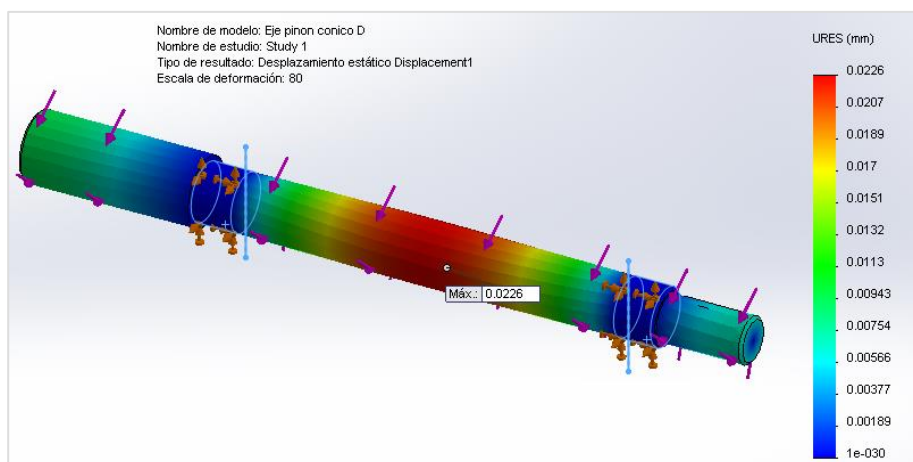 Nombre de modelo: Eje pinon conico D
Nombre de estudio: Study 1
Tipo de resultado: Desplazamiento estático Displacement1
Escala de deformación: 80
URES (mm)
0.0226
0.0207
0.0189
0.017
0.0151
0.0132
0.0113
0.00943
0.00754
0.00566
0.00377
0.00189
1e-030
Máx.: 0.0226